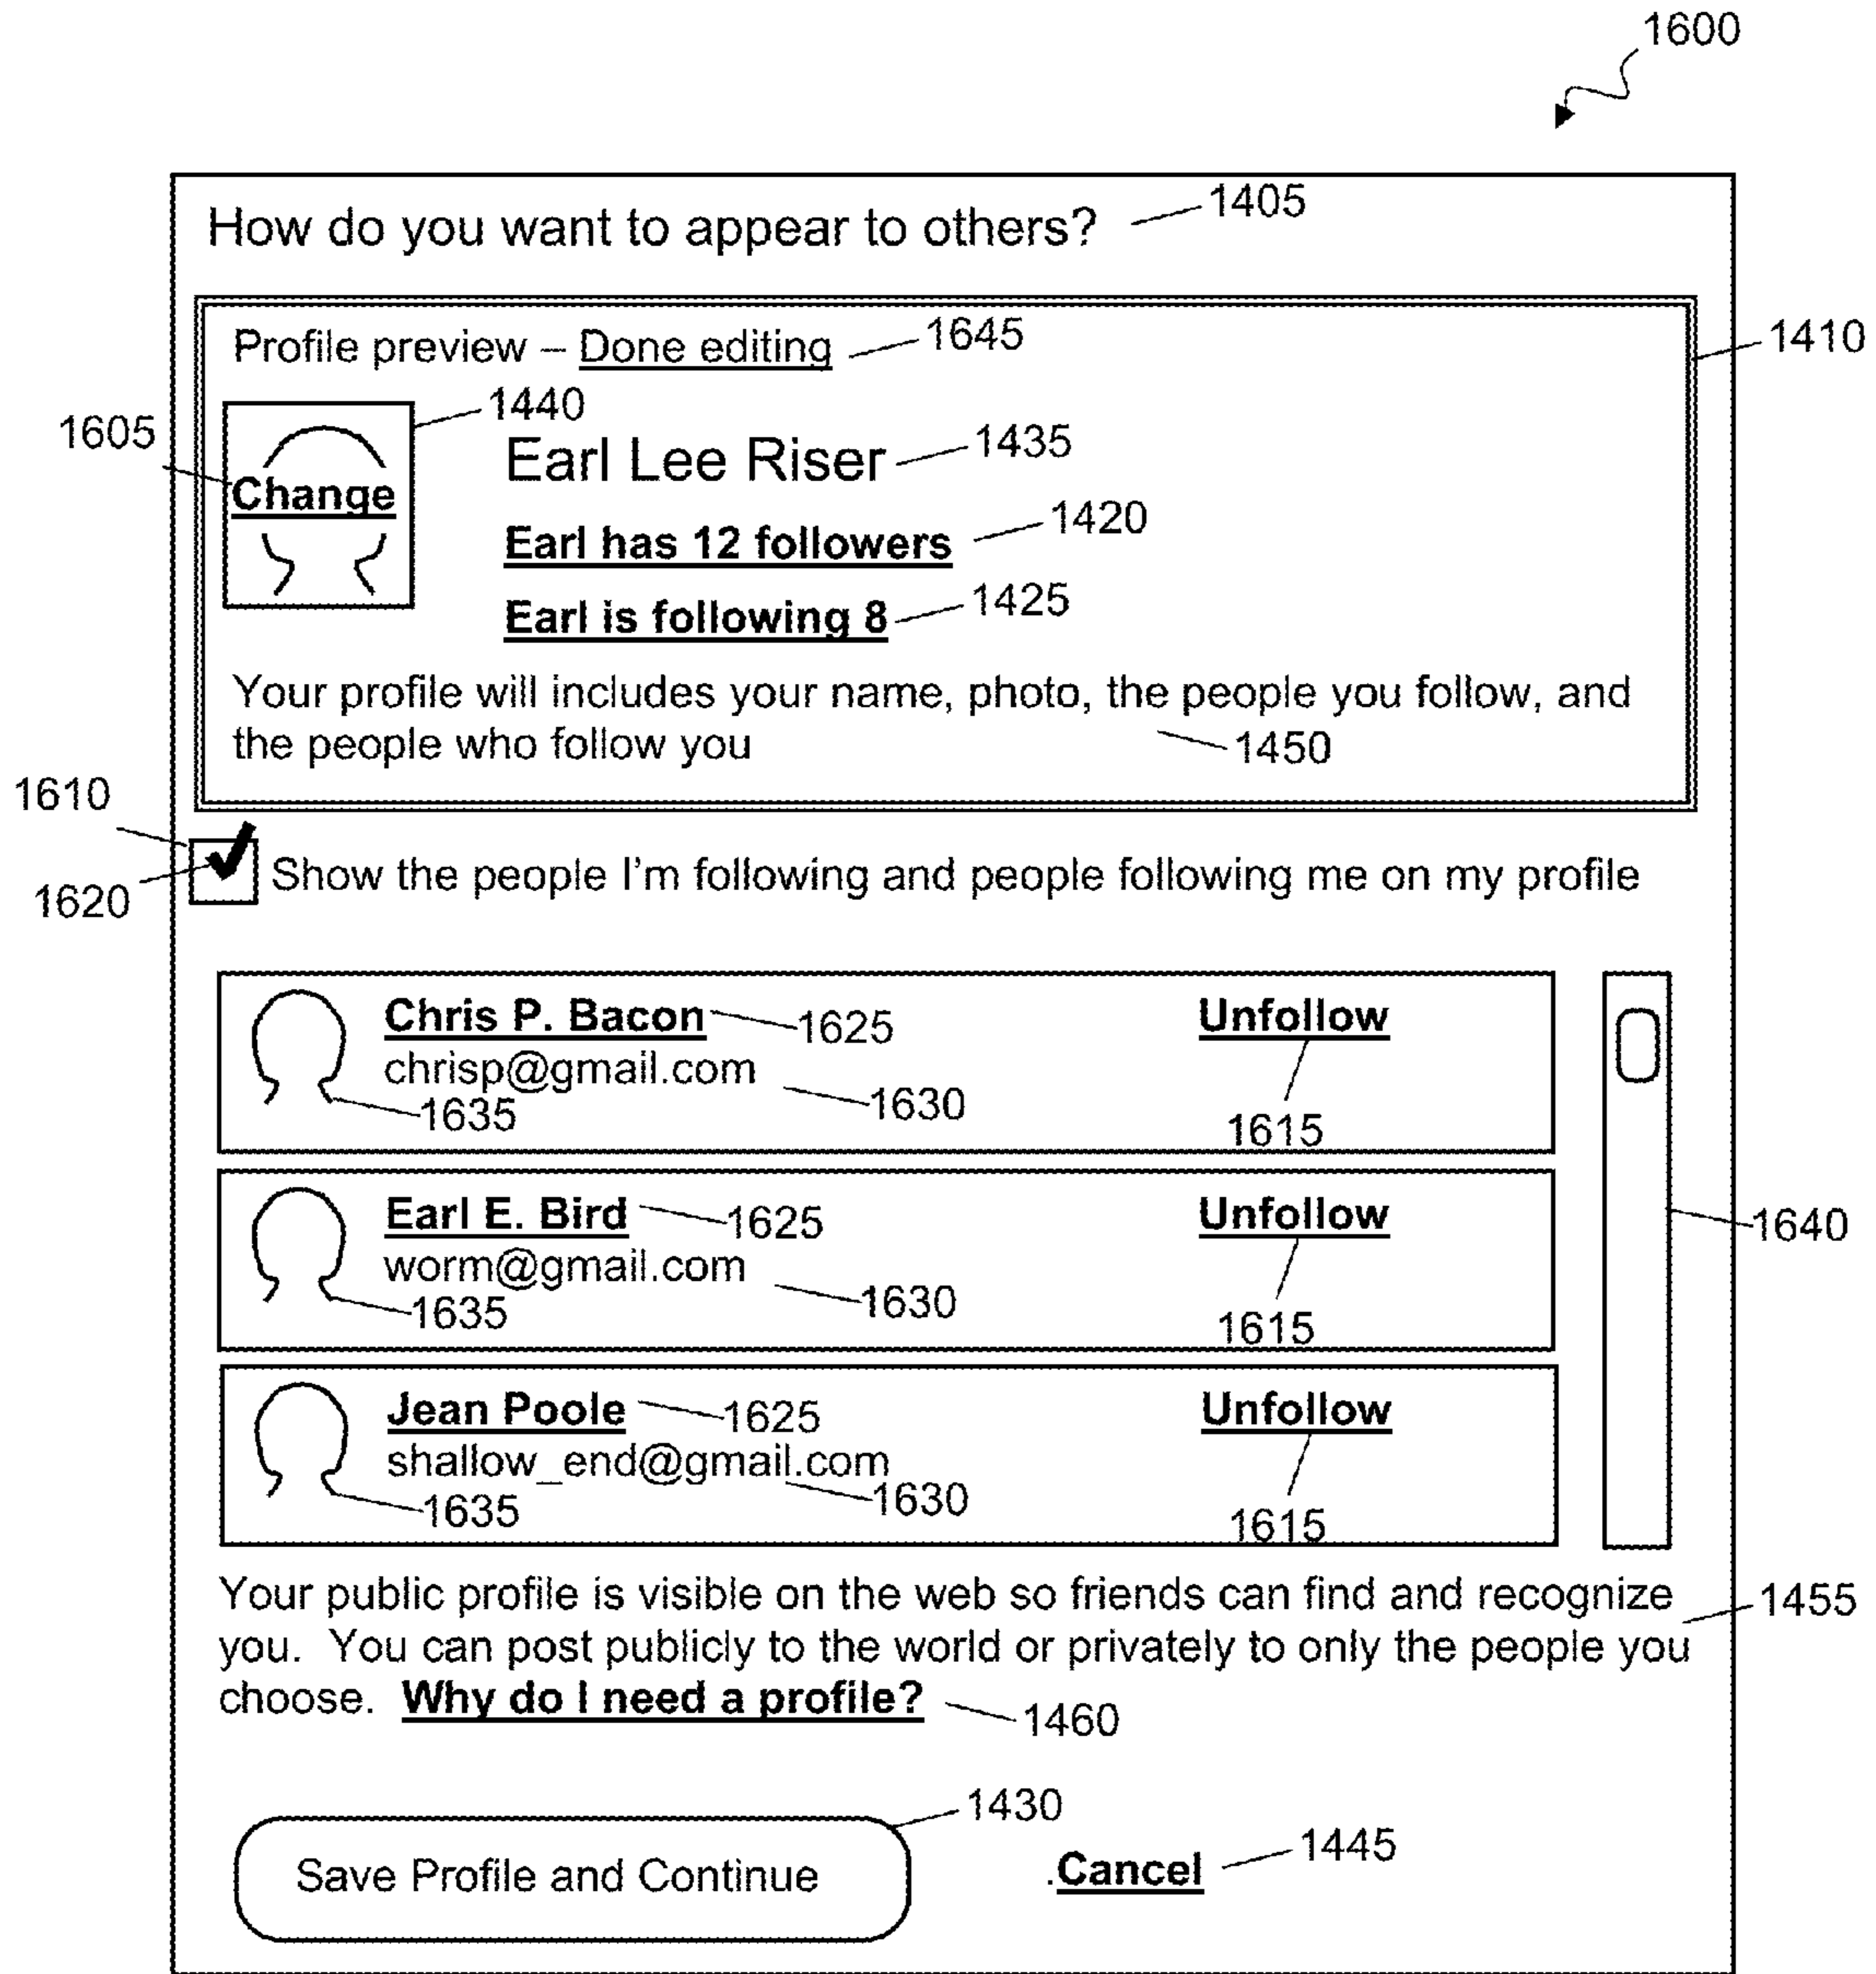 1600
How do you want to appear to others? 1405
Profile preview – Done editing 1645
1410
1440
1605
Earl Lee Riser 1435
Change
Earl has 12 followers 1420
Earl is following 8 1425
Your profile will includes your name, photo, the people you follow, and
the people who follow you 1450
1610
Show the people I'm following and people following me on my profile
1620
Chris P. Bacon 1625 Unfollow
chrisp@gmail.com 1630
1635 1615
Earl E. Bird 1625 Unfollow
1640
worm@gmail.com 1630
1635 1615
Jean Poole 1625 Unfollow
shallow_end@gmail.com 1630
1635 1615
Your public profile is visible on the web so friends can find and recognize 1455
you. You can post publicly to the world or privately to only the people you
choose. Why do I need a profile? 1460
1430
Save Profile and Continue .Cancel 1445